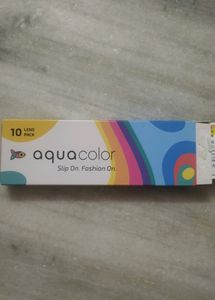 10 LENS
PACK
aquacolor
Slip On. Fashion On.